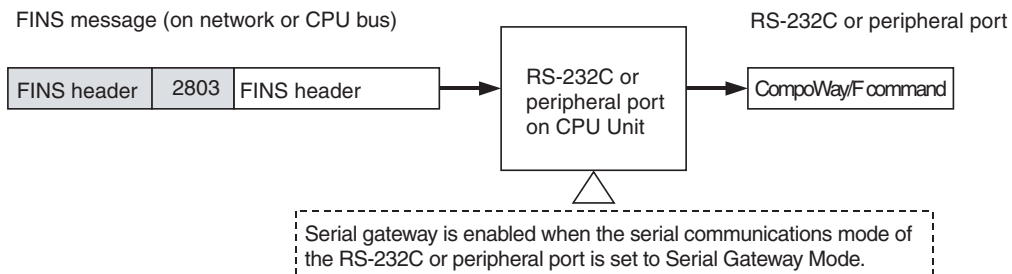 FINS message (on network or CPU bus)
RS-232C or peripheral port
FINS header 2803 FINS header
RS-232C or
peripheral port
on CPU Unit
CompoWay/F command
Serial gateway is enabled when the serial communications mode of
the RS-232C or peripheral port is set to Serial Gateway Mode.